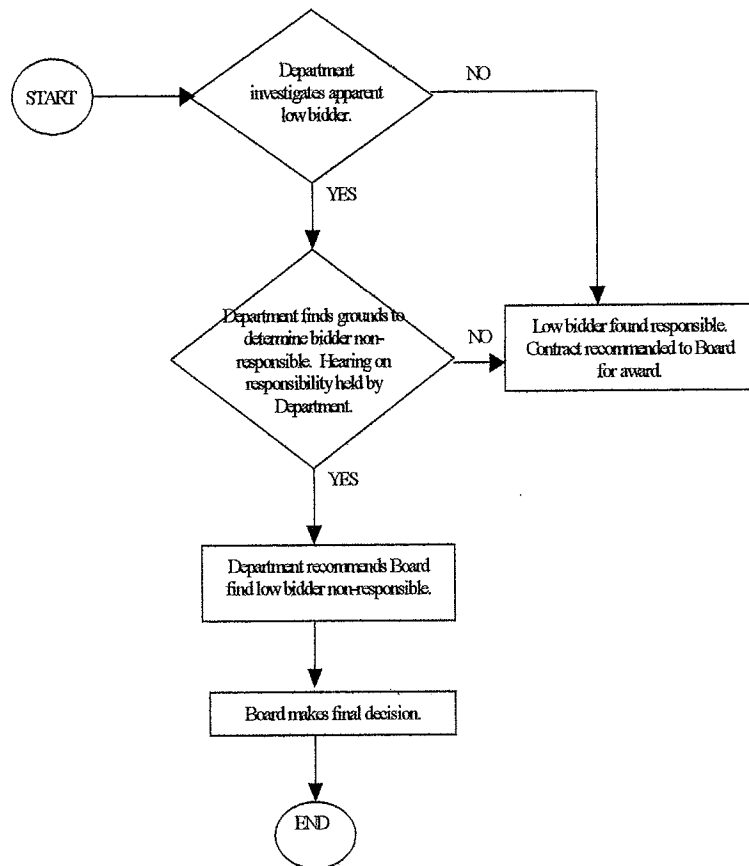 START
Department
investigates apparent
low bidder.
NO
YES
Department finds grounds to
determine bidder non-
responsible. Hearing on
responsibility held by
Department.
NO
Low bidder found responsible.
Contract recommended to Board
for award.
YES
Department recommends Board
find low bidder non-responsible.
Board makes final decision.
END